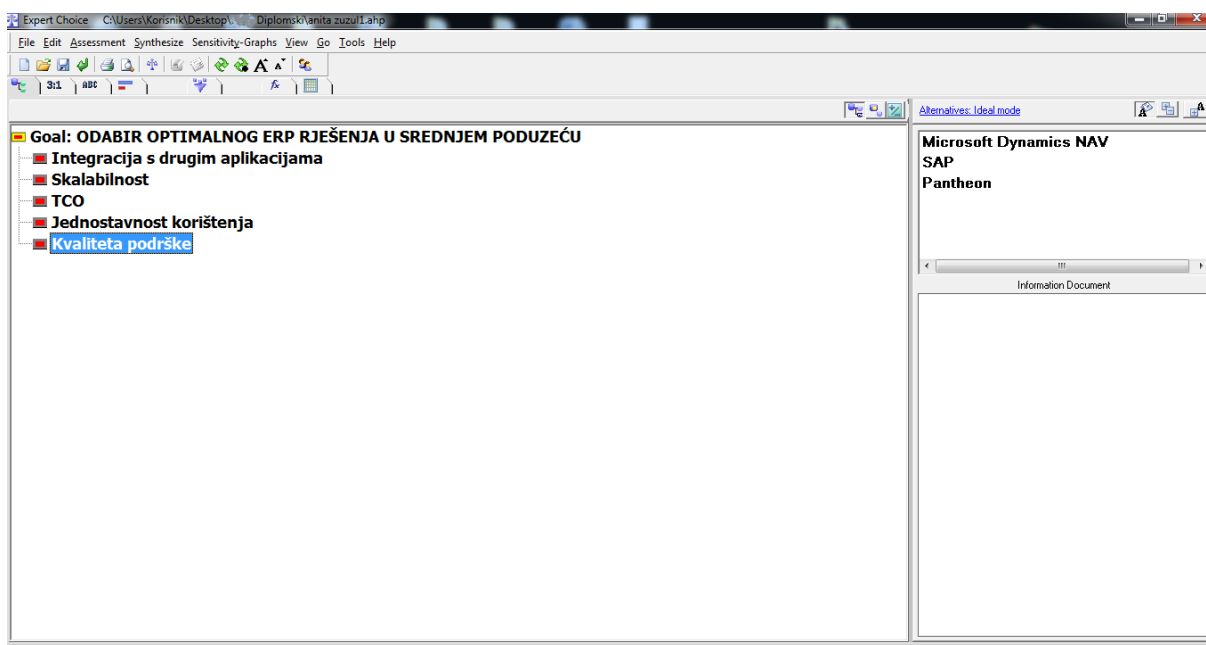 Expert Choice C:\Users\Korisnik\Desktop\. Diplomski\anita zuzul1.ahp
File Edit Assessment Synthesize Sensitivity-Graphs View Go Tools Help
3:1 ABC
Alternatives: Ideal mode
Goal: ODABIR OPTIMALNOG ERP RJEŠENJA U SREDNJEM PODUZEĆU
Integracija s drugim aplikacijama
Skalabilnost
TCO
Jednostavnost korištenja
Kvaliteta podrške
Microsoft Dynamics NAV
SAP
Pantheon
Information Document